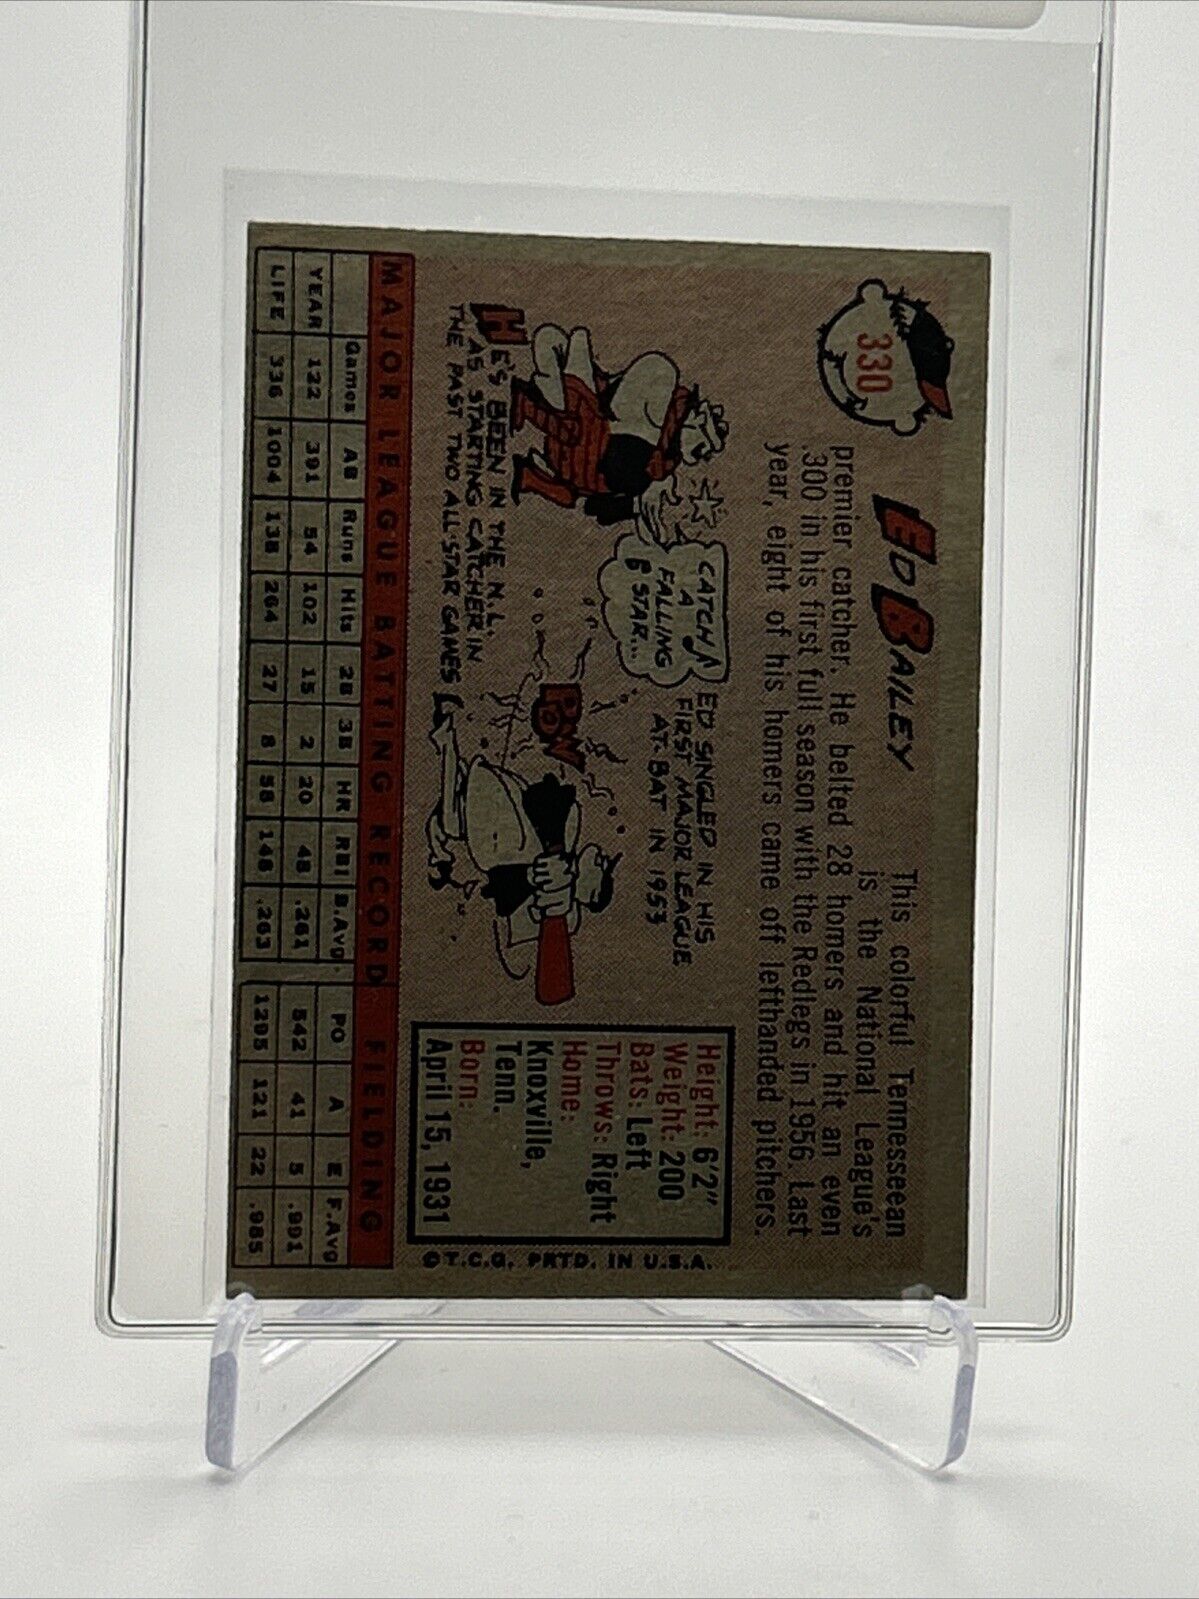 330
ED BAILEY
This colorful Tennesseean
is the National League's
premier catcher. He belted 28 homers and hit an even
.300 in his first full season with the Redlegs in 1956. Last
year, eight of his homers came off lefthanded pitchers.
CATCH
A
FALLING
STAR...
HE'S BEEN IN THE N.L.
AS STARTING CATCHER IN
THE PAST TWO ALL-STAR GAMES
ED SINGLED IN HIS
FIRST MAJOR LEAGUE
AT-BAT IN 1953
POW
Height: 6'2"
Weight: 200
Bats: Left
Throws: Right
Home:
Knoxville,
Tenn.
Born:
April 15, 1931
©T.C.G. PRTD. IN U.S.A.
MAJOR LEAGUE BATTING RECORD FIELDING
Games AB Runs Hits 2B 3B HR RBI B.Avg. PO A E F.Avg
YEAR 122 391 54 102 15 2 20 48 .261 542 41 5 .991
LIFE 336 1004 138 264 27 8 58 146 .263 1295 121 22 .985